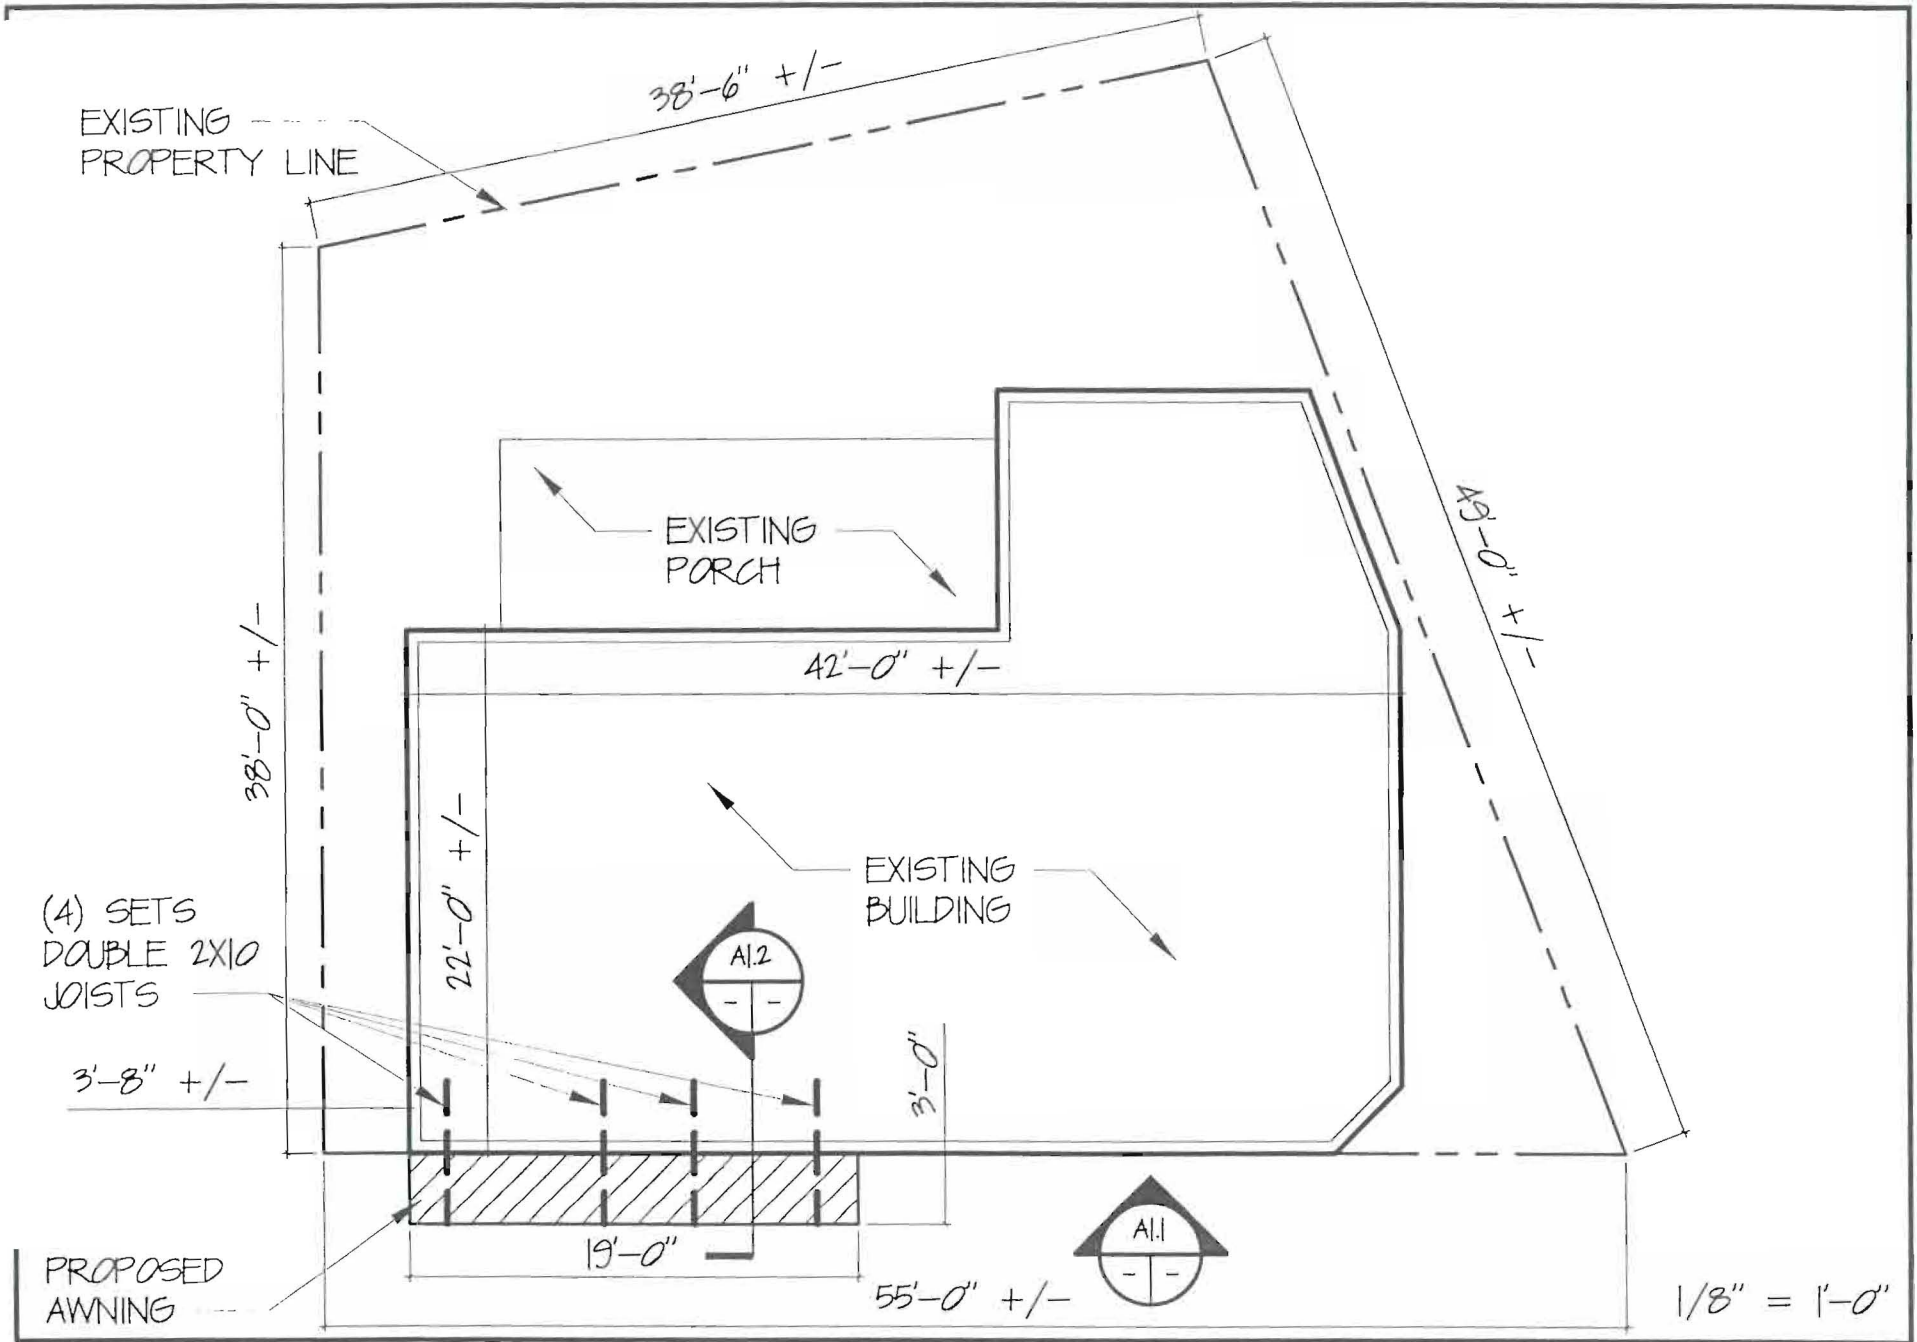 38'-6" +/-
EXISTING
PROPERTY LINE
EXISTING
PORCH
49'-0" +/-
38'-0" +/-
42'-0" +/-
22'-0" +/-
EXISTING
BUILDING
(4) SETS
DOUBLE 2X10
JOISTS
A1.2
- -
3'-8" +/-
3'-0"
19'-0"
A1.1
- -
PROPOSED
AWNING
55'-0" +/-
1/8" = 1'-0"